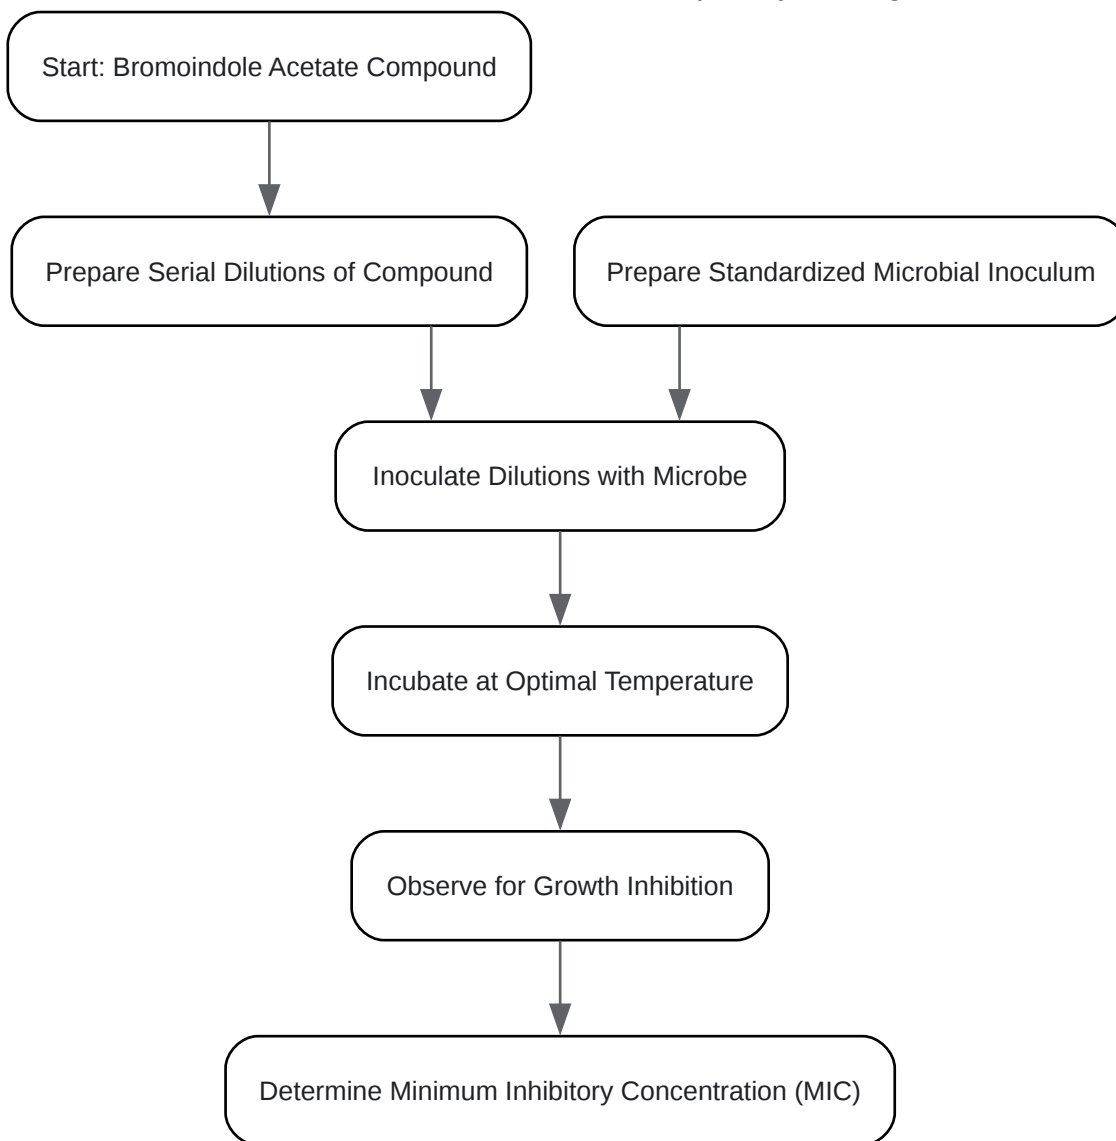 Start: Bromoindole Acetate Compound
Prepare Serial Dilutions of Compound
Prepare Standardized Microbial Inoculum
Inoculate Dilutions with Microbe
Incubate at Optimal Temperature
Observe for Growth Inhibition
Determine Minimum Inhibitory Concentration (MIC)